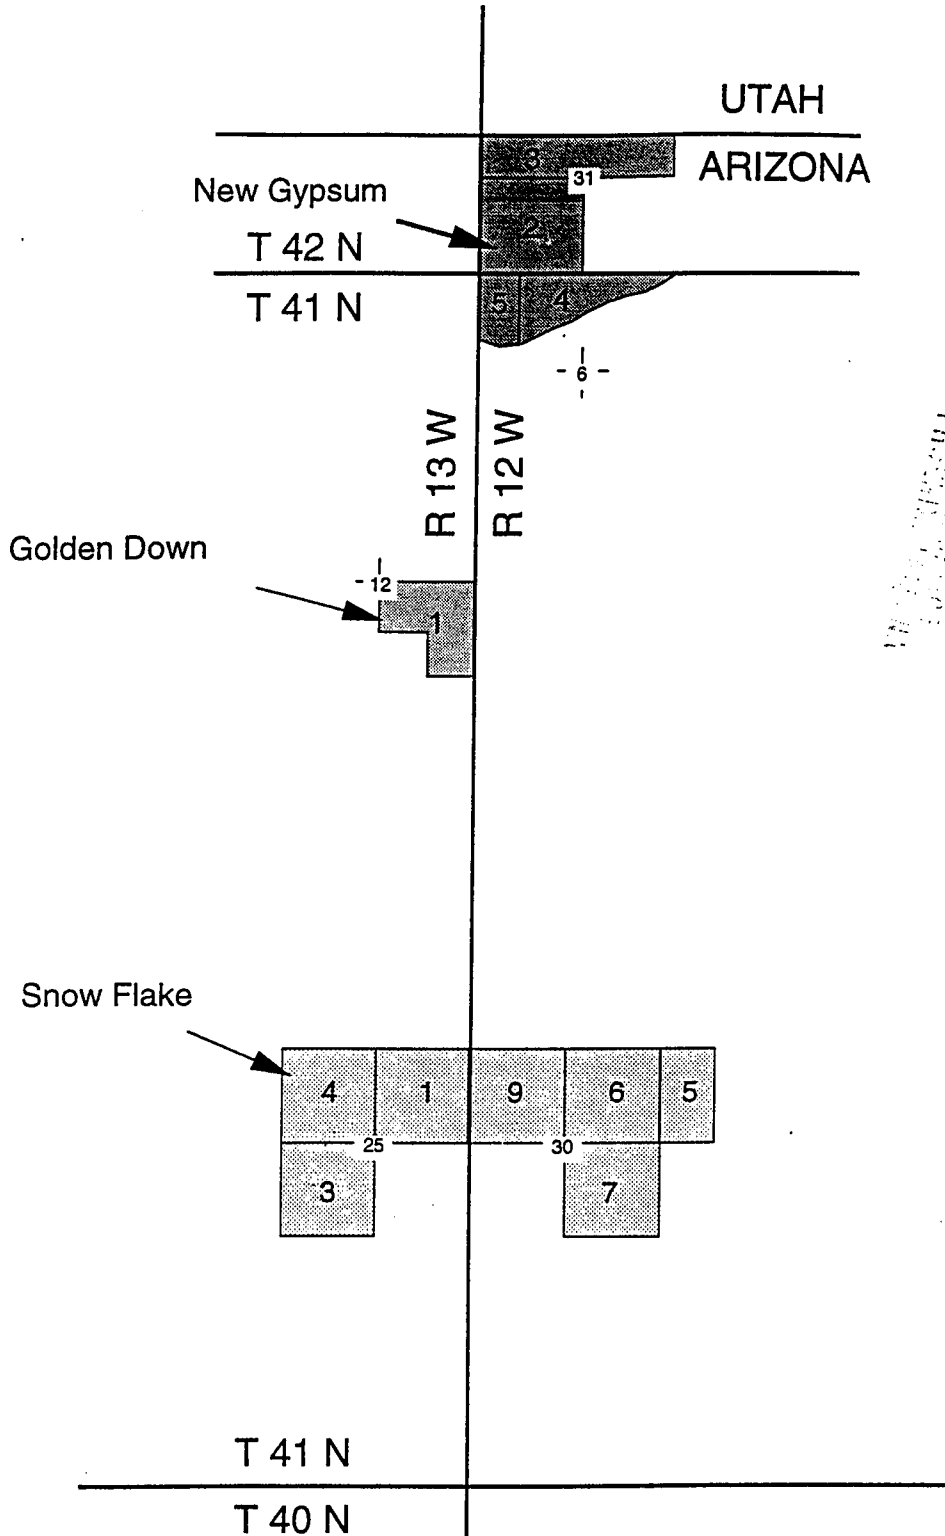 UTAH
ARIZONA
3
31
New Gypsum
2
T 42 N
T 41 N
5 4
6
R 13 W
R 12 W
Golden Down
12
1
Snow Flake
4 1 9 6 5
25 30
3 7
T 41 N
T 40 N